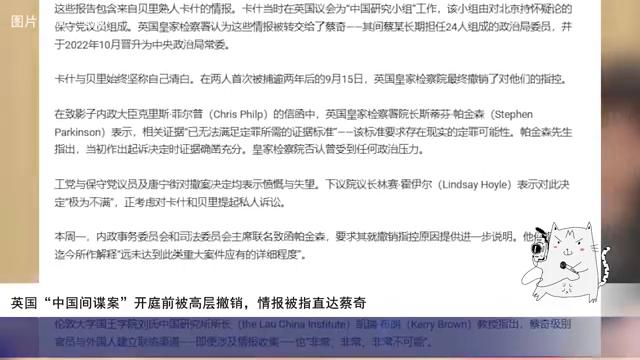 图片
这些报告包含来自贝里熟人卡什的情报。卡什当时在英国议会为“中国研究小组”工作，该小组由对北京持怀疑论的
保守党议员组成。英国皇家检察署认为这些情报被转交给了蔡奇——其间蔡某长期担任24人组成的政治局委员，并
于2022年10月晋升为中央政治局常委。
卡什与贝里始终坚称自己清白。在两人首次被捕逾两年后的9月15日，英国皇家检察院最终撤销了对他们的指控。
在致影子内政大臣克里斯·菲尔普（Chris Philp）的信函中，英国皇家检察署院长斯蒂芬·帕金森（Stephen
Parkinson）表示，相关证据“已无法满足定罪所需的证据标准”——该标准要求存在现实的定罪可能性。帕金森先生
指出，当初作出起诉决定时证据确凿充分。皇家检察院否认曾受到任何政治压力。
工党与保守党议员及唐宁街对撤案决定均表示愤慨与失望。下议院议长林赛·霍伊尔（Lindsay Hoyle）表示对此决
定“极为不满”，正考虑对卡什和贝里提起私人诉讼。
本周一，内政事务委员会和司法委员会主席联名致函帕金森，要求其就撤销指控原因提供进一步说明。他
迄今所作解释“远未达到此类重大案件应有的详细程度”。
英国“中国间谍案”开庭前被高层撤销，情报被指直达蔡奇
伦敦大学国王学院刘氏中国研究所所长（the Lau China Institute）凯瑞·布朗（Kerry Brown）教授指出，蔡奇级别
官员与外国人建立联络渠道——即使涉及情报收集——也“非常、非常、非常不可能”。